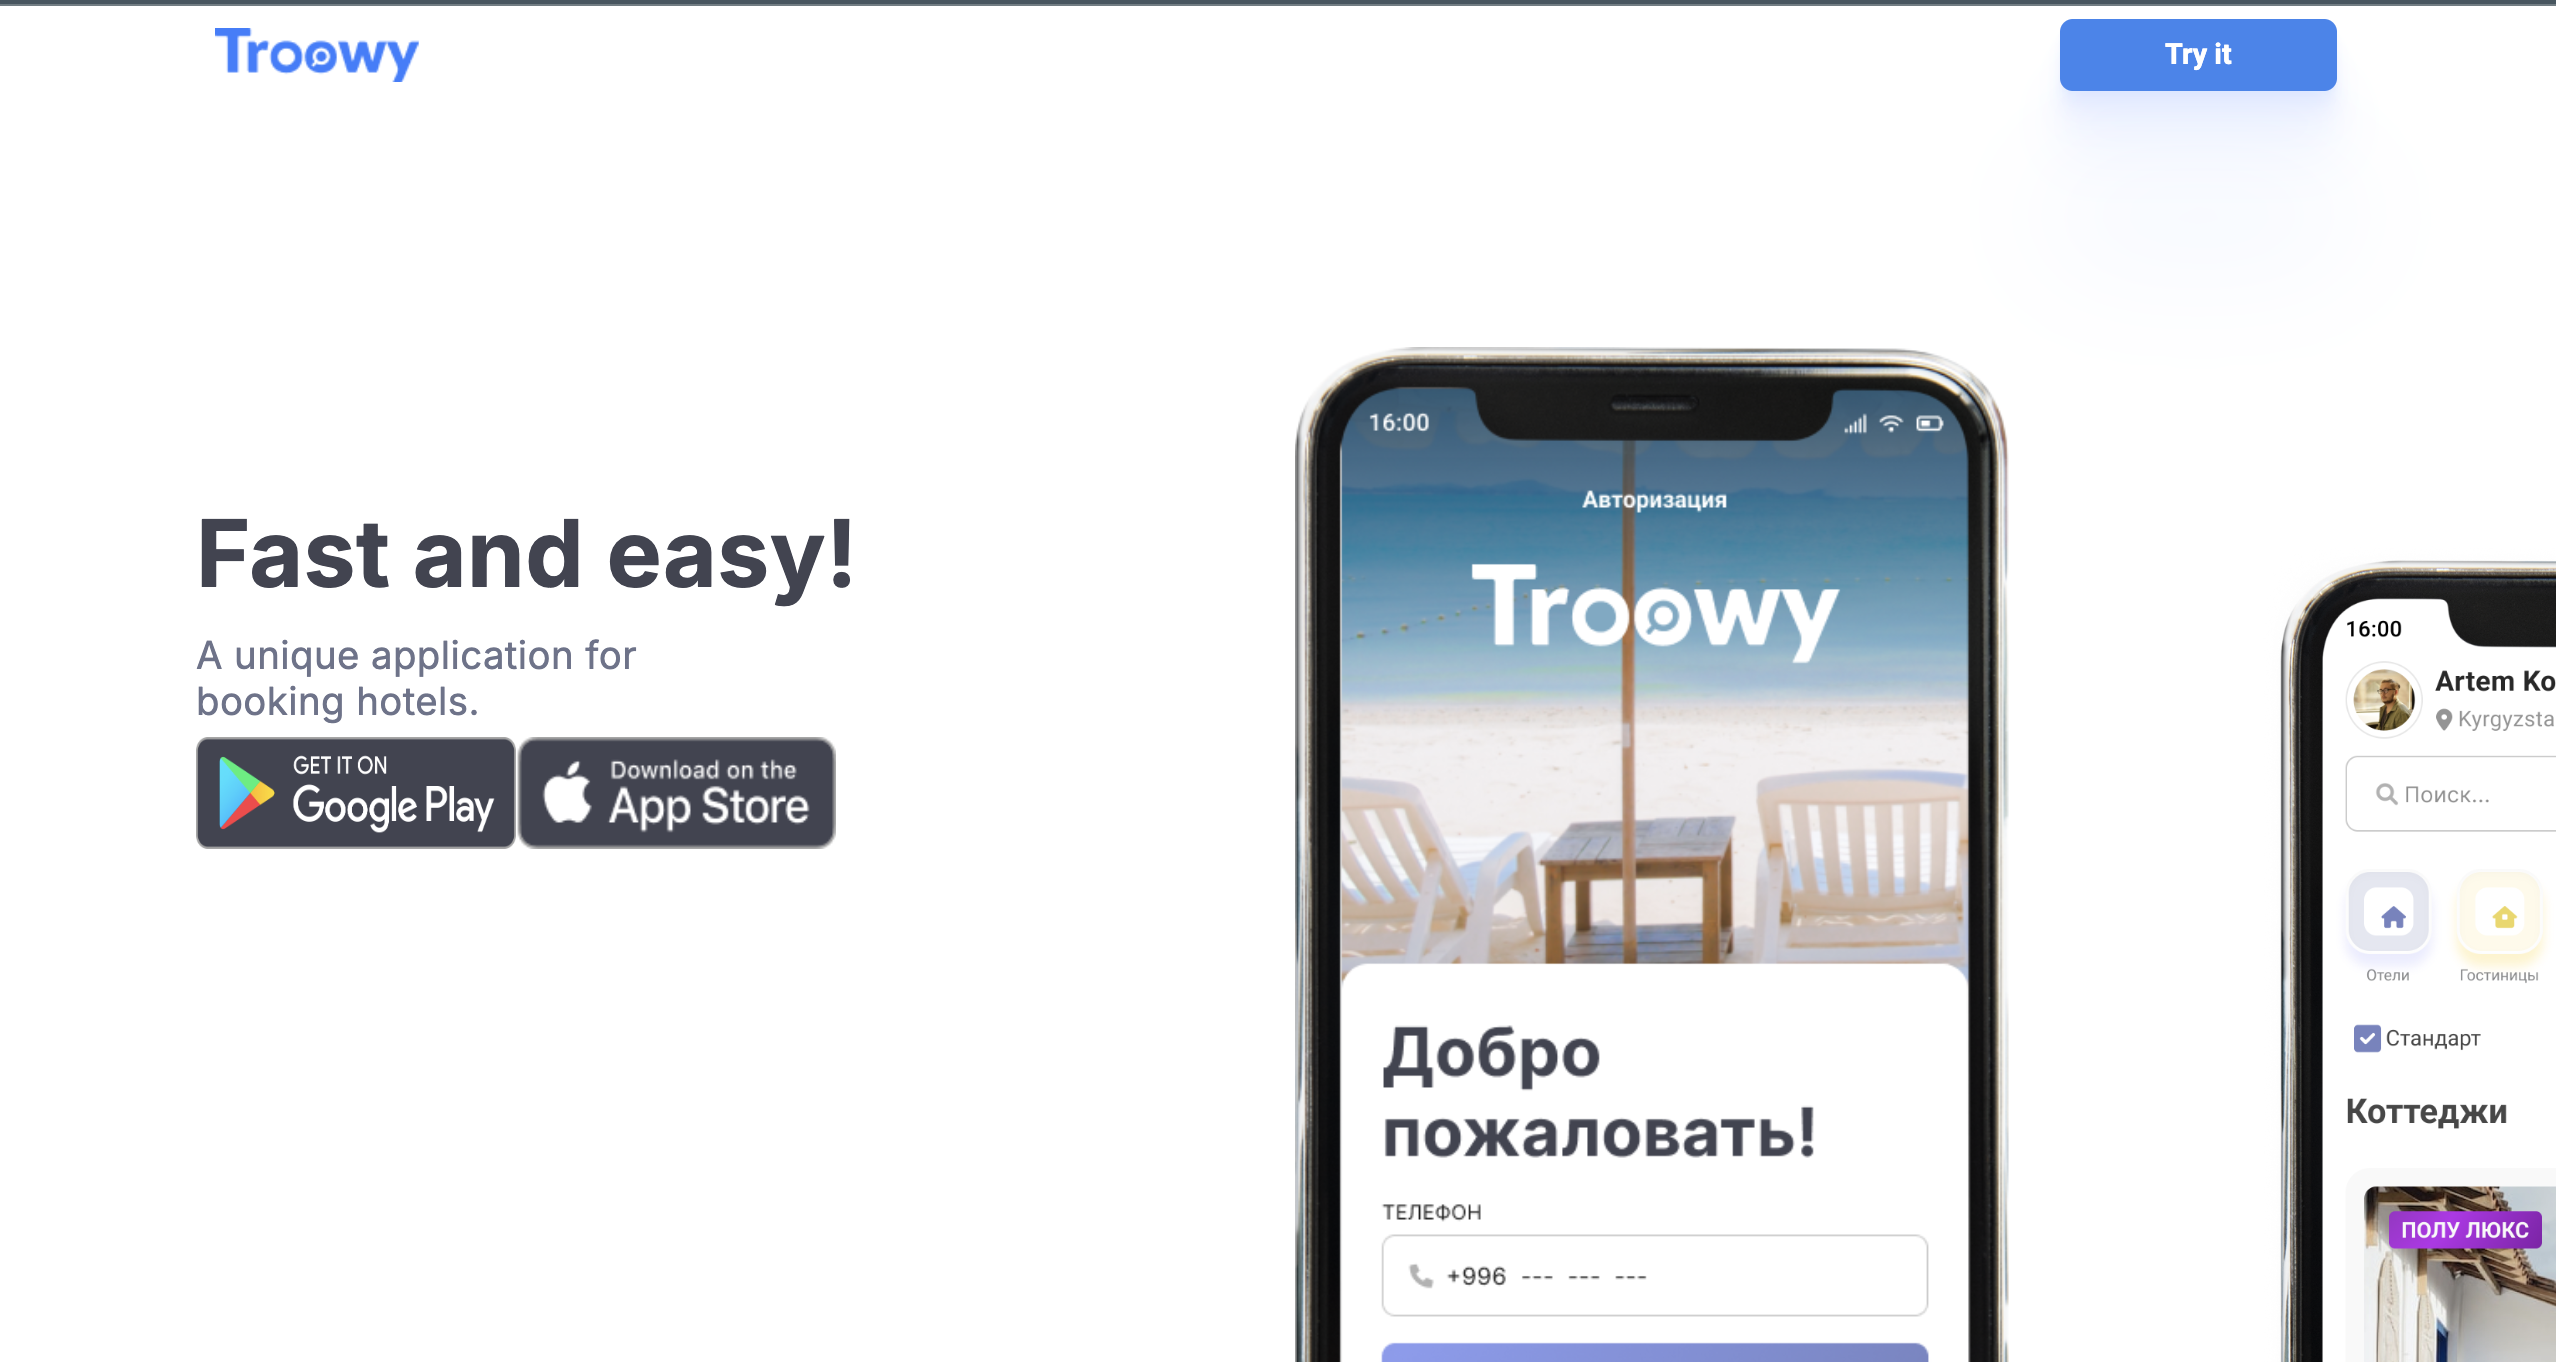 Troowy
Try it
Fast and easy!
A unique application for
booking hotels.
GET IT ON
Google Play
Download on the
App Store
16:00
Авторизация
Troowy
Добро
пожаловать!
ТЕЛЕФОН
+996 --- --- ---
16:00
Artem Ko
Kyrgyzsta
Поиск...
Отели
Гостиницы
Стандарт
Коттеджи
ПОЛУ ЛЮКС